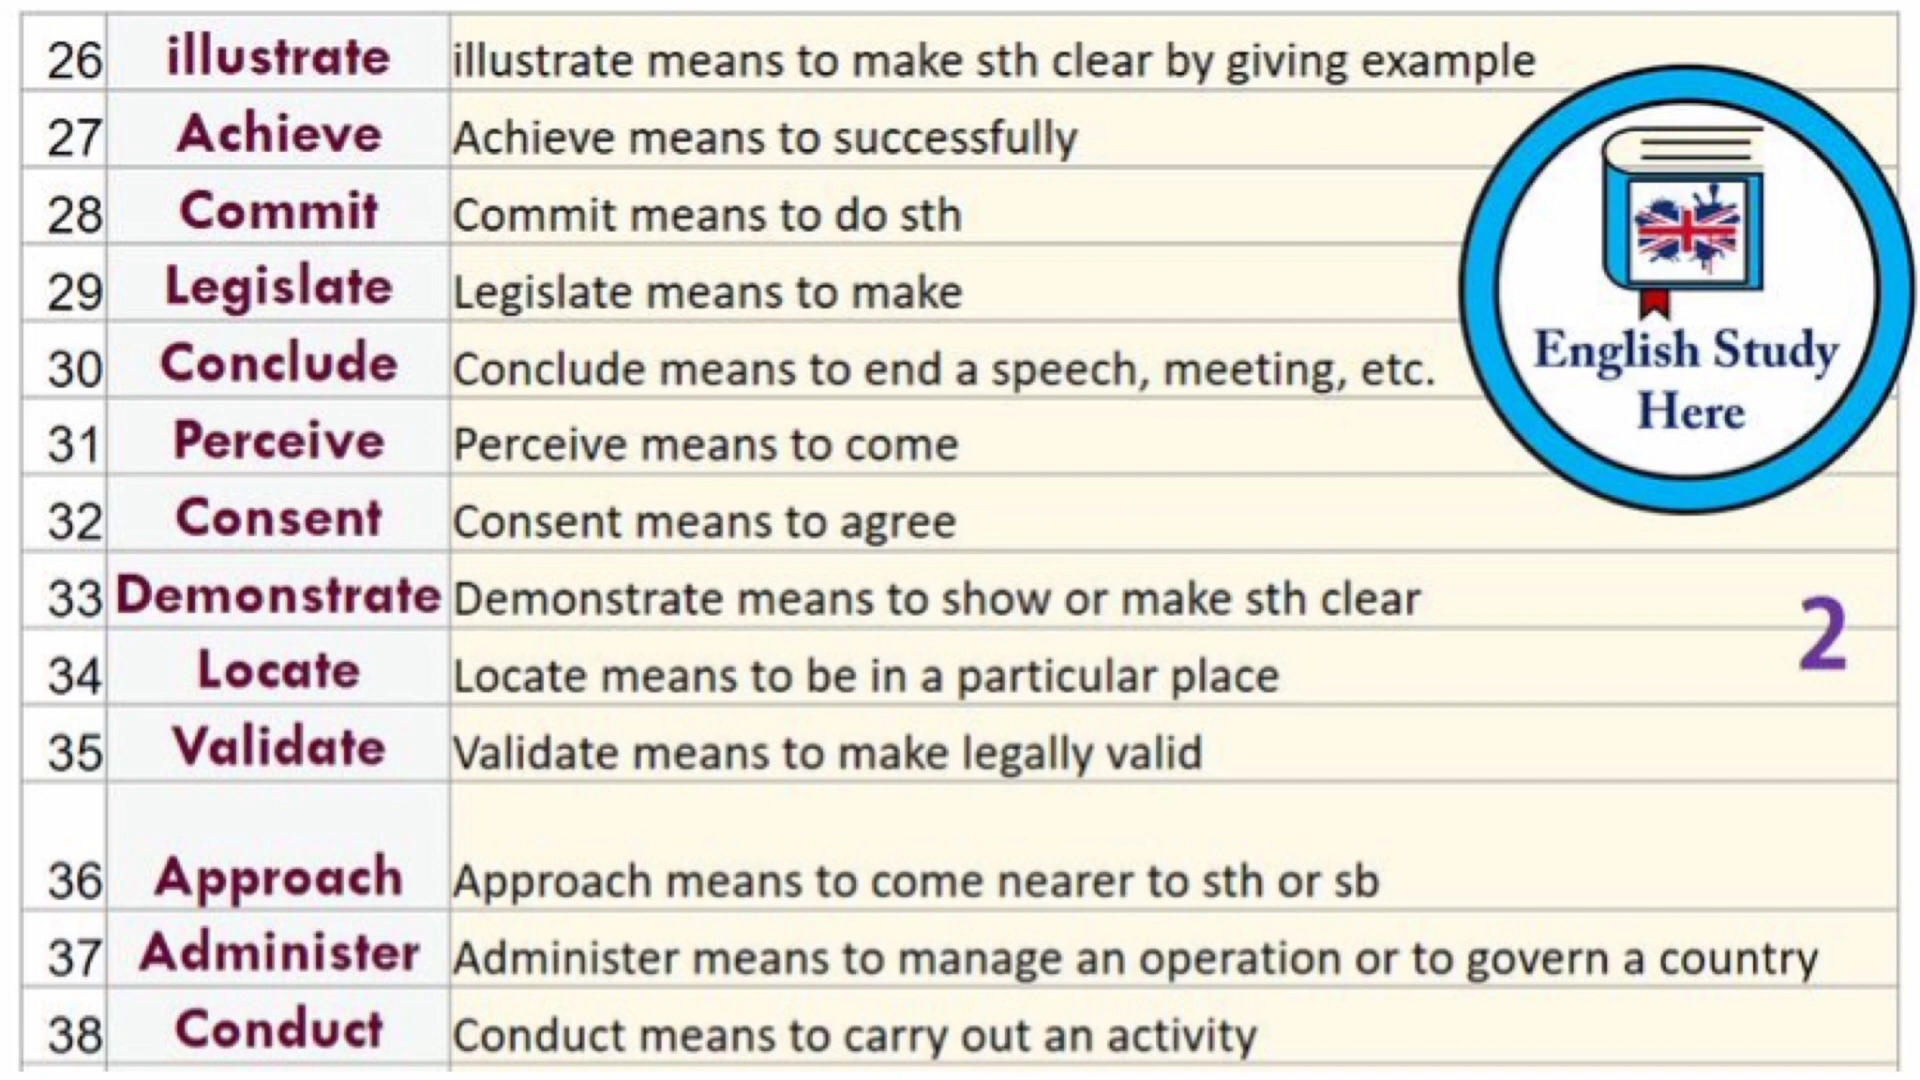 26 illustrate illustrate means to make sth clear by giving example
27 Achieve Achieve means to successfully
28 Commit Commit means to do sth
29 Legislate Legislate means to make
30 Conclude Conclude means to end a speech, meeting, etc.
31 Perceive Perceive means to come
32 Consent Consent means to agree
33 Demonstrate Demonstrate means to show or make sth clear
34 Locate Locate means to be in a particular place
35 Validate Validate means to make legally valid
36 Approach Approach means to come nearer to sth or sb
37 Administer Administer means to manage an operation or to govern a country
38 Conduct Conduct means to carry out an activity
English Study
Here
2